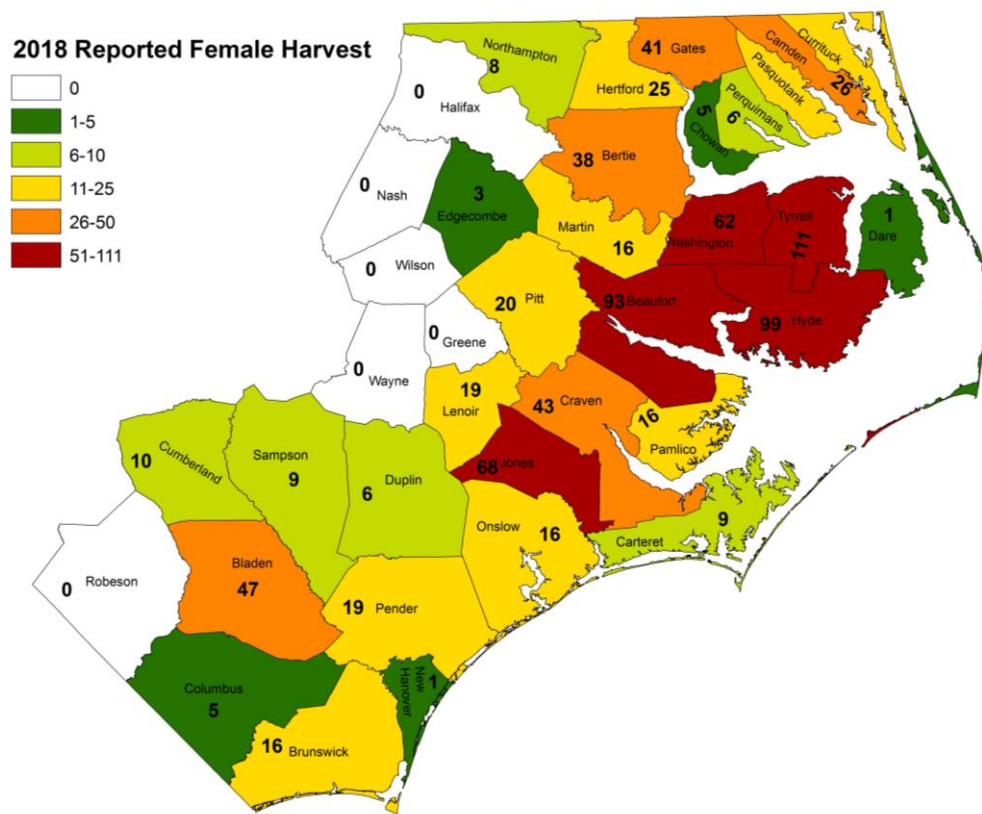 2018 Reported Female Harvest
0
1-5
6-10
11-25
26-50
51-111
Northampton
8
Hertford 25
41 Gates
Camden
26
Currituck
Pasquotank
Perquimans
6
5
Chowan
0
Halifax
38 Bertie
0
Nash
3
Edgecombe
Martin
16
62
Washington
Tyrrell
111
1
Dare
0 Wilson
20 Pitt
93 Beaufort
99 Hyde
0
Greene
0
Wayne
19
Lenoir
43 Craven
16
Pamlico
10
Cumberland
Sampson
9
6 Duplin
68 Jones
Onslow 16
9
Carteret
0 Robeson
Bladen
47
19 Pender
Columbus
5
New
Hanover
1
16 Brunswick